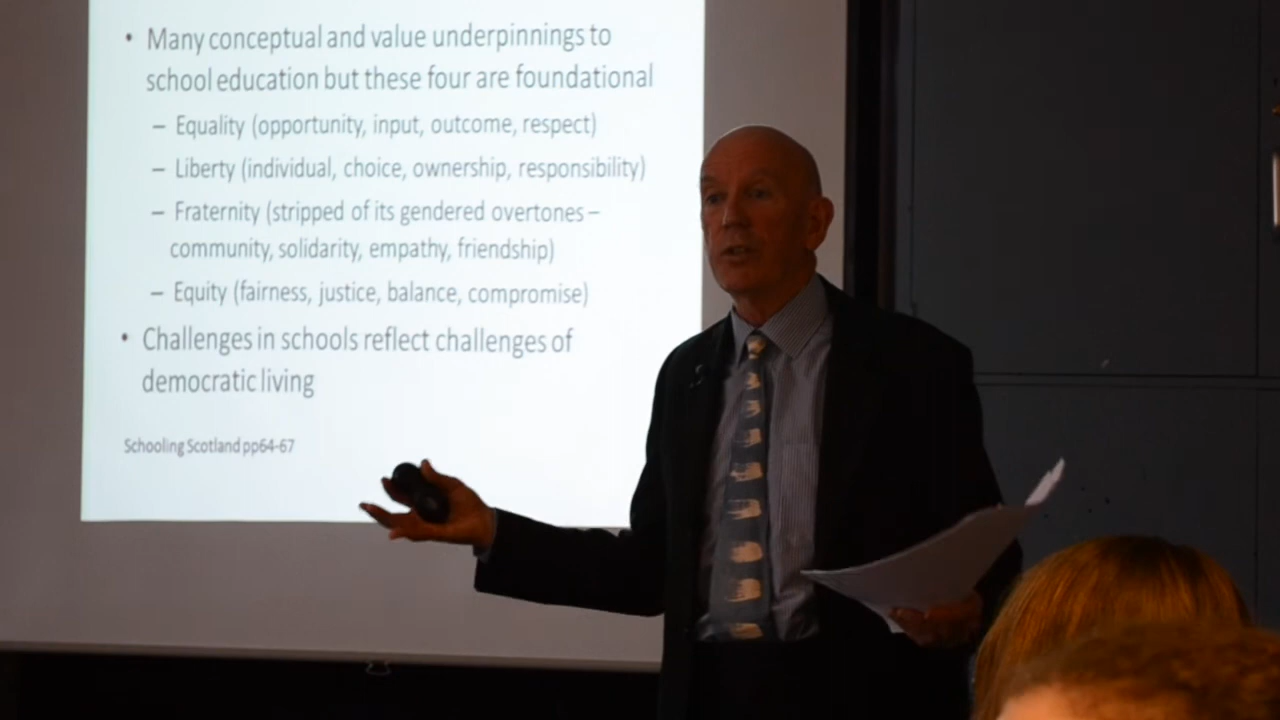 • Many conceptual and value underpinnings to
school education but these four are foundational
– Equality (opportunity, input, outcome, respect)
– Liberty (individual, choice, ownership, responsibility)
– Fraternity (stripped of its gendered overtones –
community, solidarity, empathy, friendship)
– Equity (fairness, justice, balance, compromise)
• Challenges in schools reflect challenges of
democratic living
Schooling Scotland pp64-67